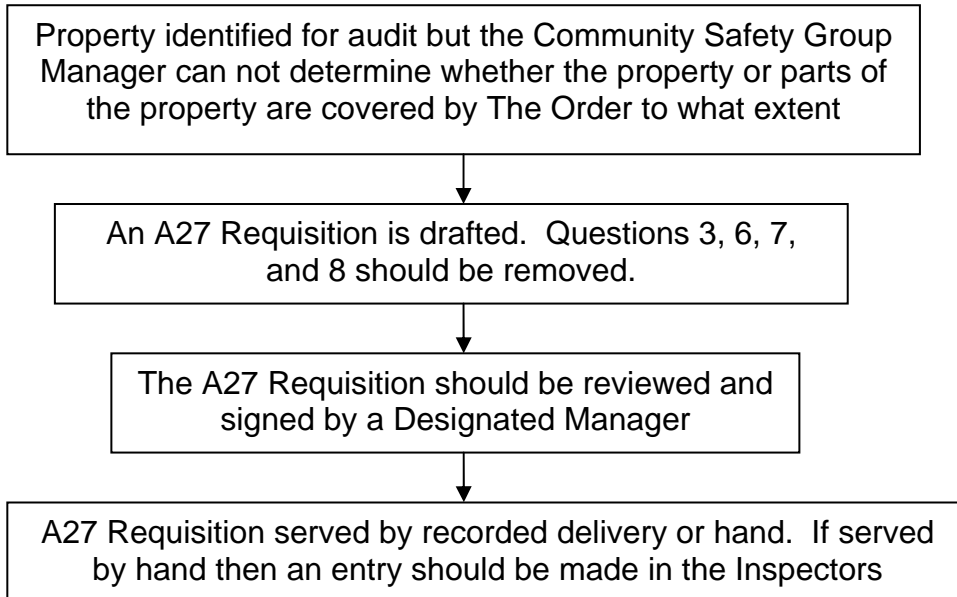 Property identified for audit but the Community Safety Group
Manager can not determine whether the property or parts of
the property are covered by The Order to what extent
An A27 Requisition is drafted.  Questions 3, 6, 7,
and 8 should be removed.
The A27 Requisition should be reviewed and
signed by a Designated Manager
A27 Requisition served by recorded delivery or hand.  If served
by hand then an entry should be made in the Inspectors